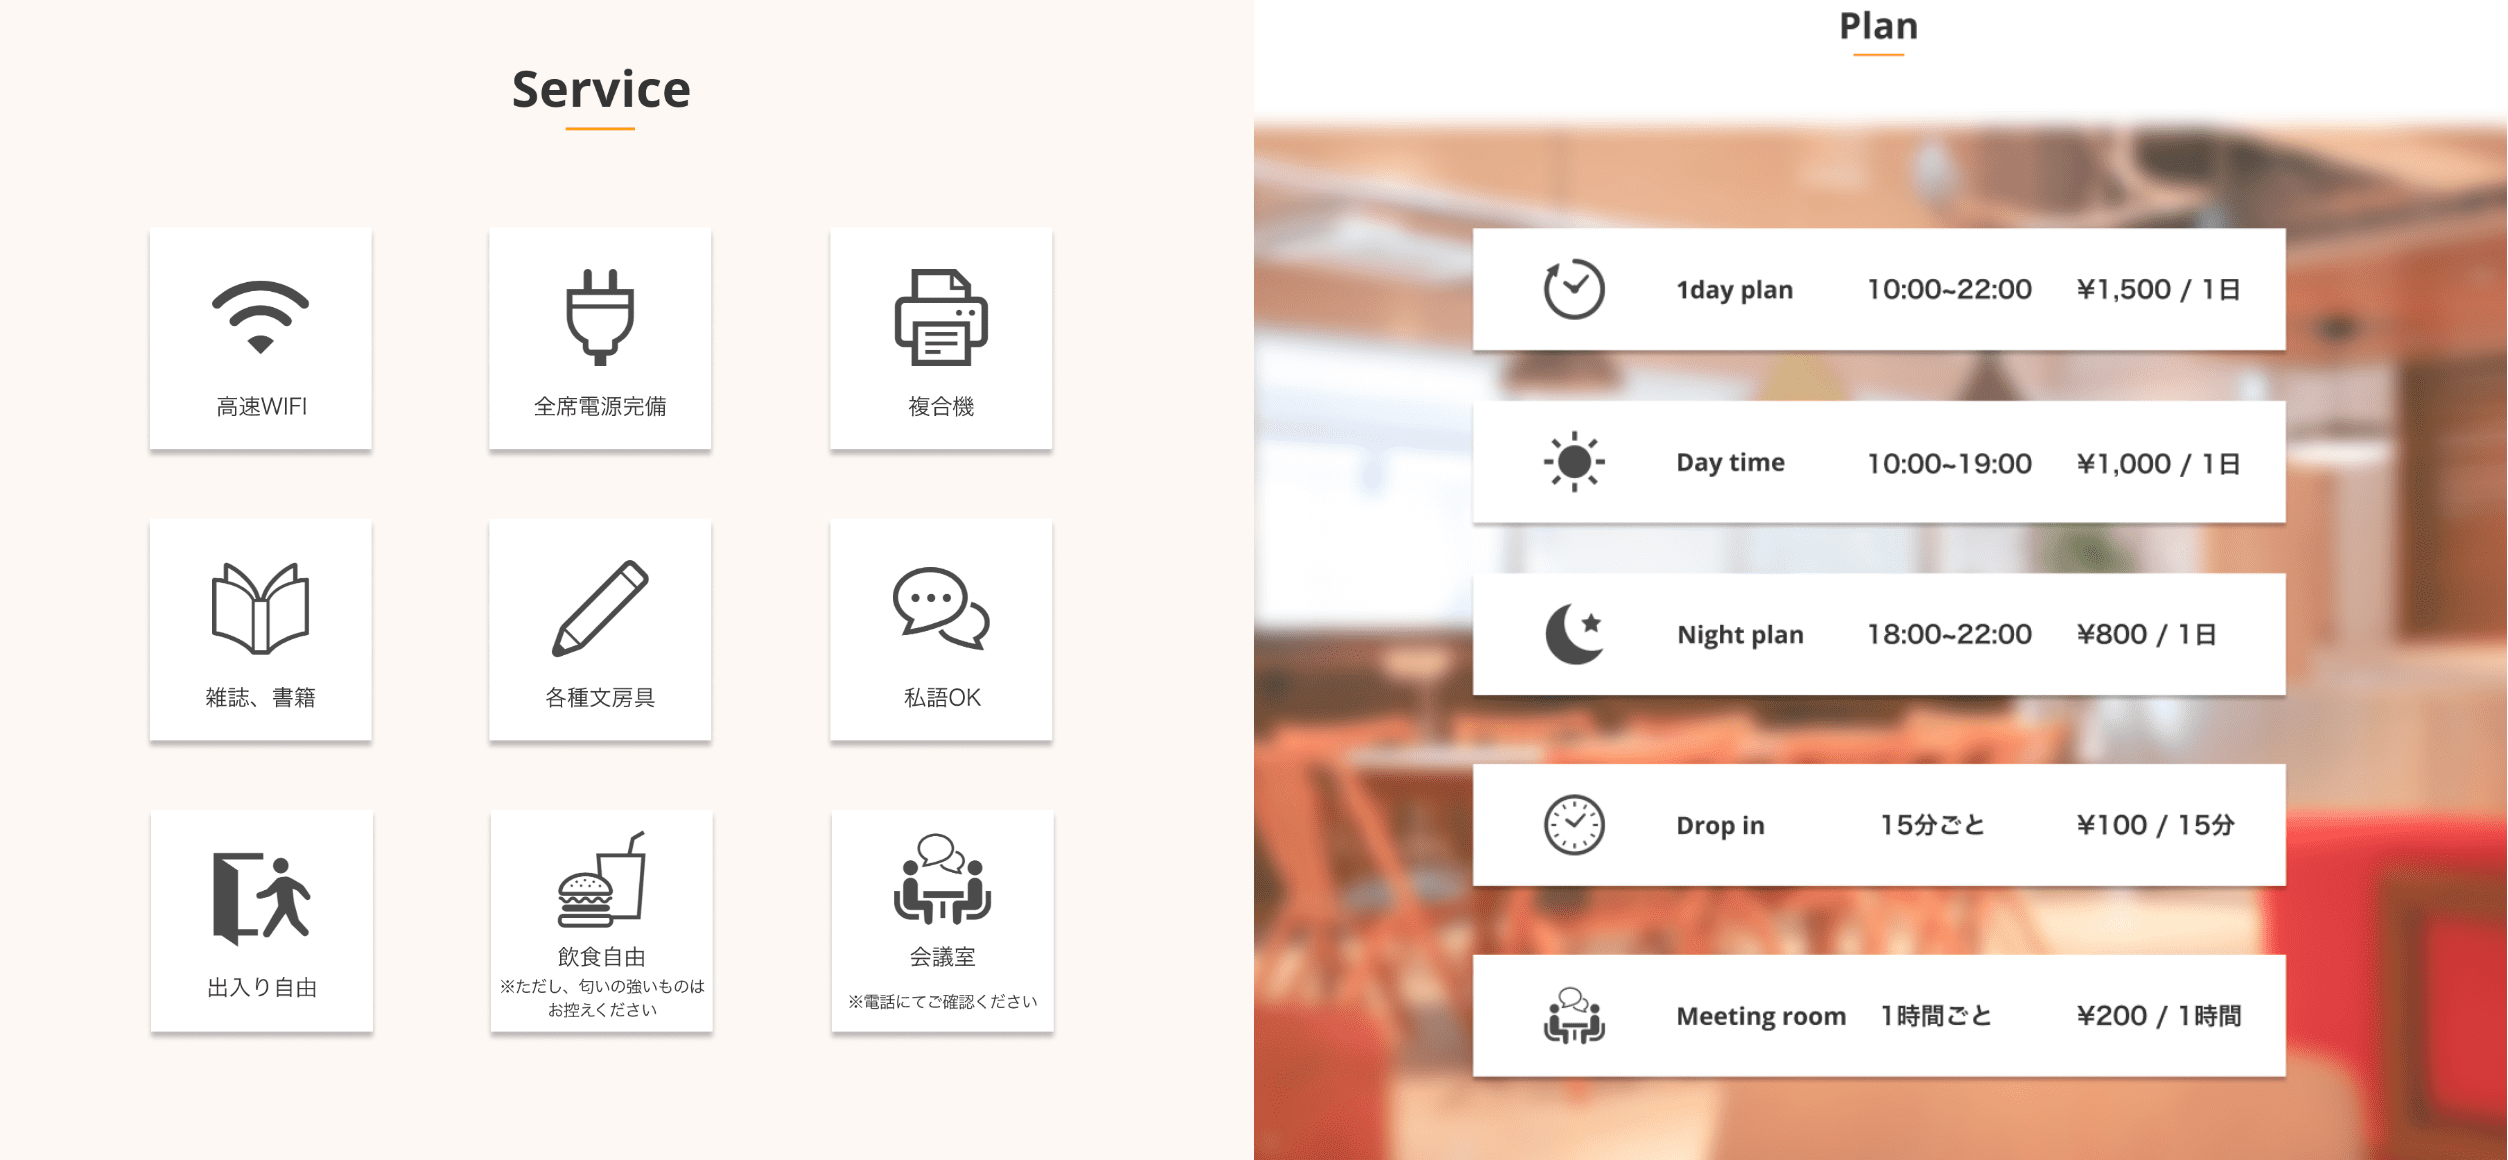 Service
高速WIFI
全席電源完備
複合機
雑誌、書籍
各種文房具
私語OK
出入り自由
飲食自由
※ただし、匂いの強いものは
お控えください
会議室
※電話にてご確認ください
Plan
1day plan 10:00~22:00 ¥1,500 / 1日
Day time 10:00~19:00 ¥1,000 / 1日
Night plan 18:00~22:00 ¥800 / 1日
Drop in 15分ごと ¥100 / 15分
Meeting room 1時間ごと ¥200 / 1時間